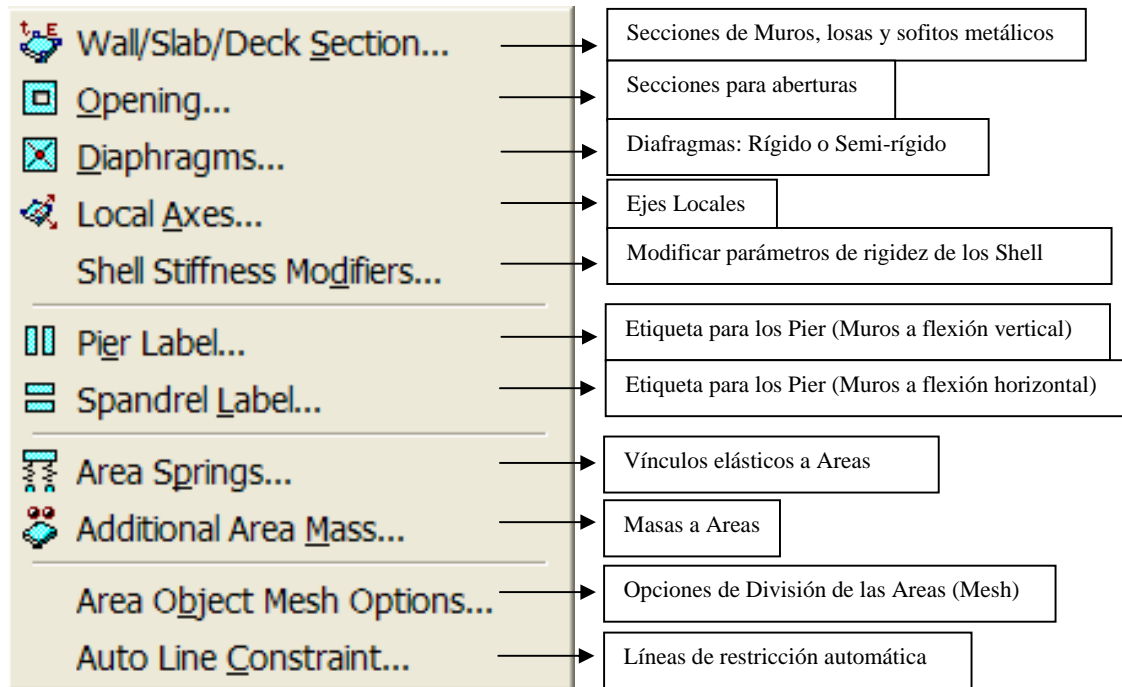 Wall/Slab/Deck Section... Secciones de Muros, losas y sofitos metálicos
Opening... Secciones para aberturas
Diaphragms... Diafragmas: Rígido o Semi-rígido
Local Axes... Ejes Locales
Shell Stiffness Modifiers... Modificar parámetros de rigidez de los Shell
Pier Label... Etiqueta para los Pier (Muros a flexión vertical)
Spandrel Label... Etiqueta para los Pier (Muros a flexión horizontal)
Area Springs... Vínculos elásticos a Areas
Additional Area Mass... Masas a Areas
Area Object Mesh Options... Opciones de División de las Areas (Mesh)
Auto Line Constraint... Líneas de restricción automática